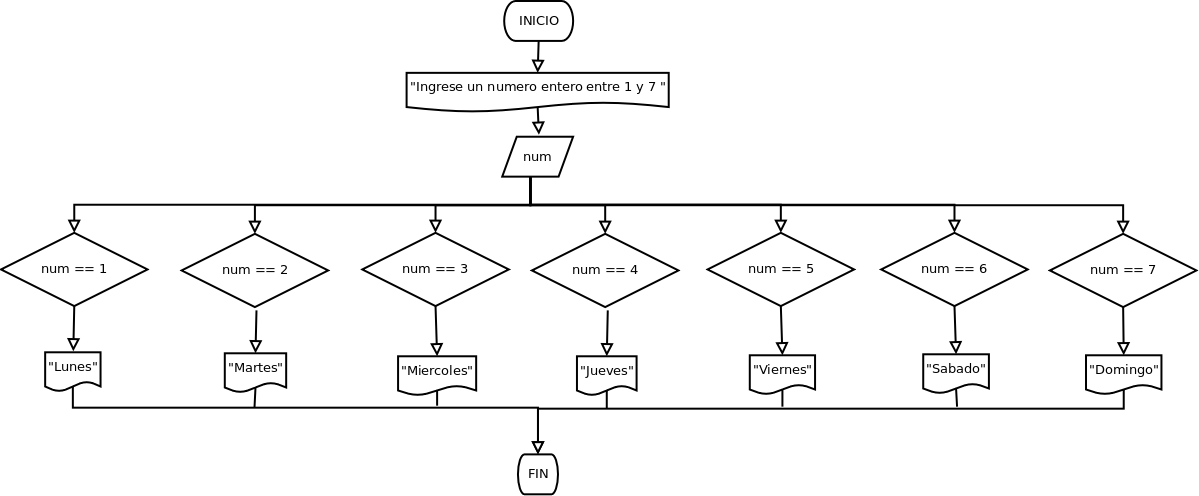 INICIO
"Ingrese un numero entero entre 1 y 7 "
num
num == 1
num == 2
num == 3
num == 4
num == 5
num == 6
num == 7
"Lunes"
"Martes"
"Miercoles"
"Jueves"
"Viernes"
"Sabado"
"Domingo"
FIN